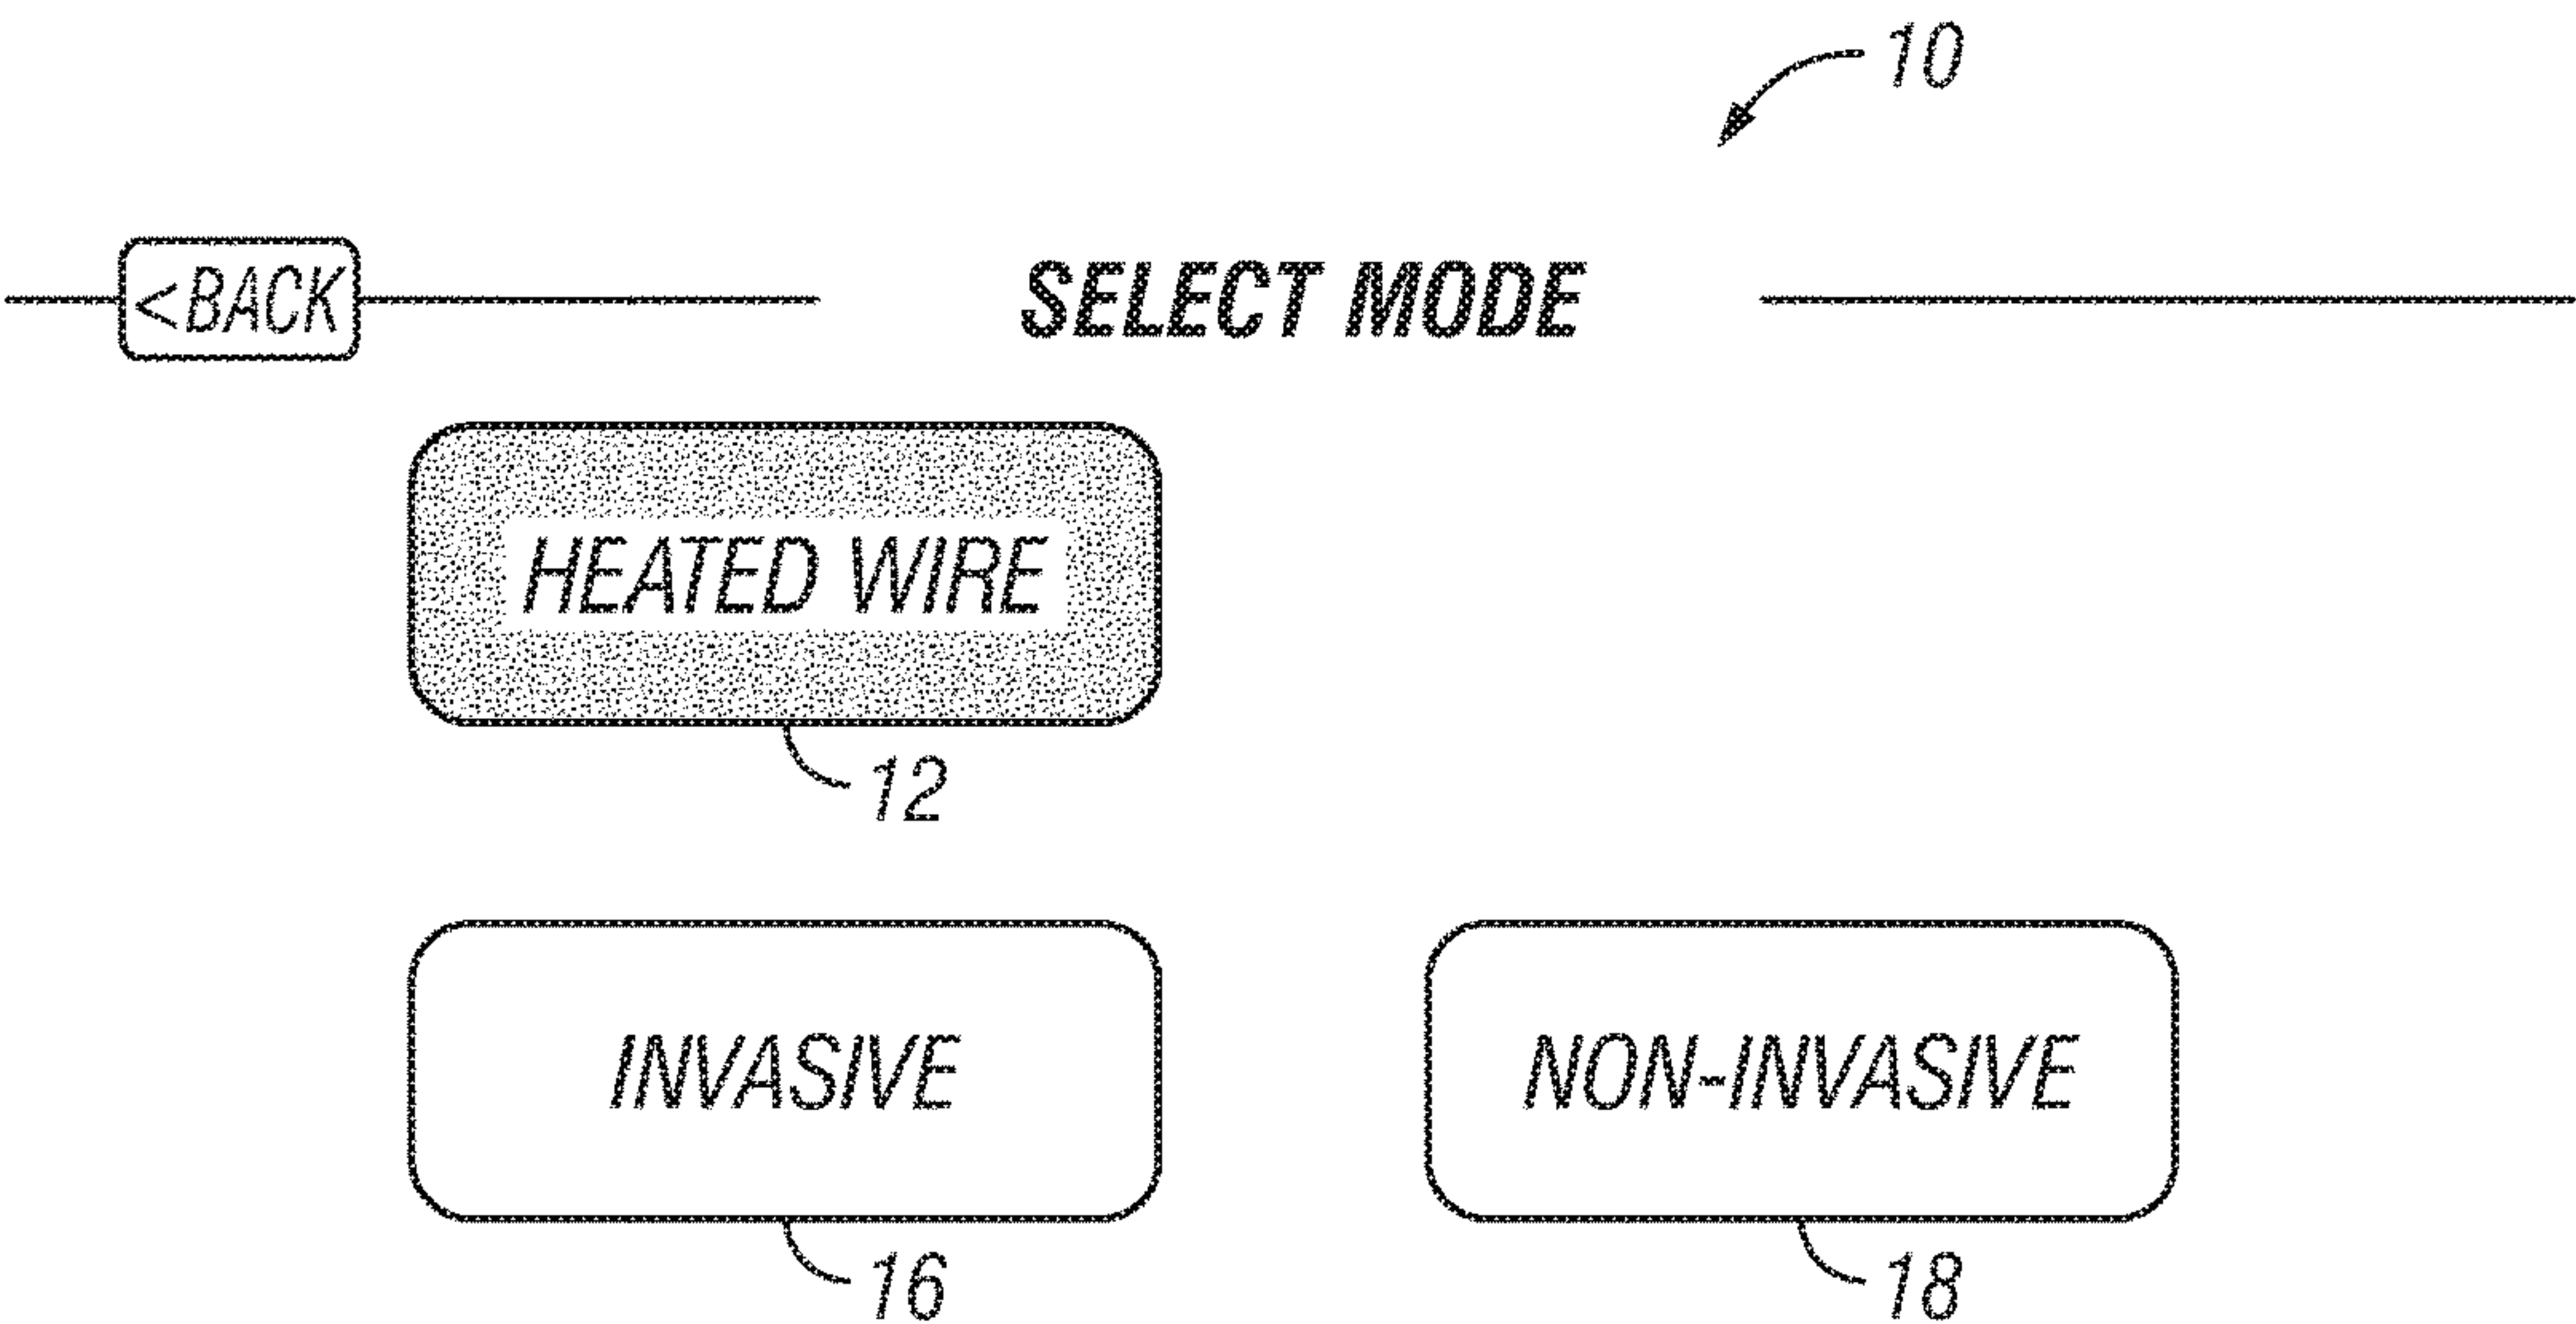 10
<BACK SELECT MODE
HEATED WIRE
12
INVASIVE NON-INVASIVE
16 18